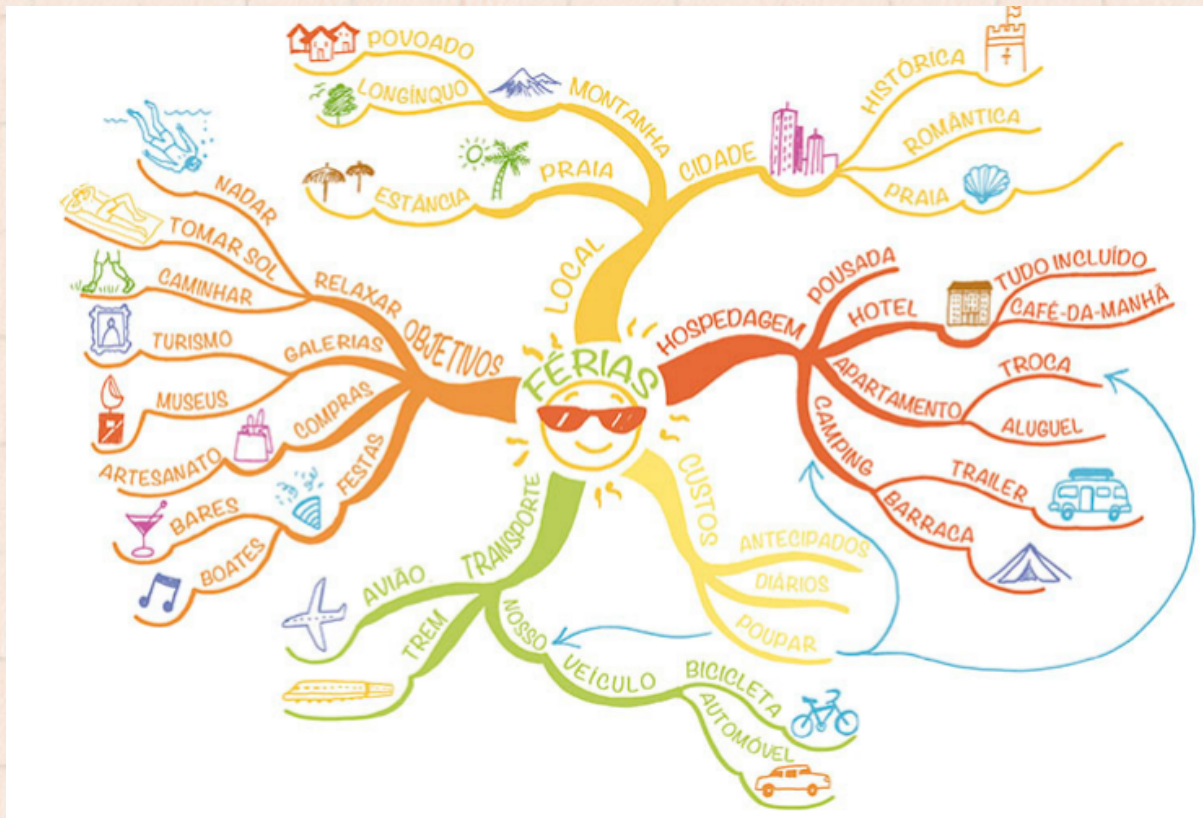 FÉRIAS
LOCAL
MONTANHA
POVOADO
LONGÍNQUO
PRAIA
ESTÂNCIA
CIDADE
HISTÓRICA
ROMÂNTICA
PRAIA
HOSPEDAGEM
POUSADA
HOTEL
TUDO INCLUÍDO
CAFÉ-DA-MANHÃ
APARTAMENTO
TROCA
ALUGUEL
CAMPING
TRAILER
BARRACA
CUSTOS
ANTECIPADOS
DIÁRIOS
POUPAR
TRANSPORTE
AVIÃO
TREM
NOSSO
VEÍCULO
BICICLETA
AUTOMÓVEL
OBJETIVOS
RELAXAR
NADAR
TOMAR SOL
CAMINHAR
GALERIAS
TURISMO
MUSEUS
COMPRAS
ARTESANATO
FESTAS
BARES
BOATES